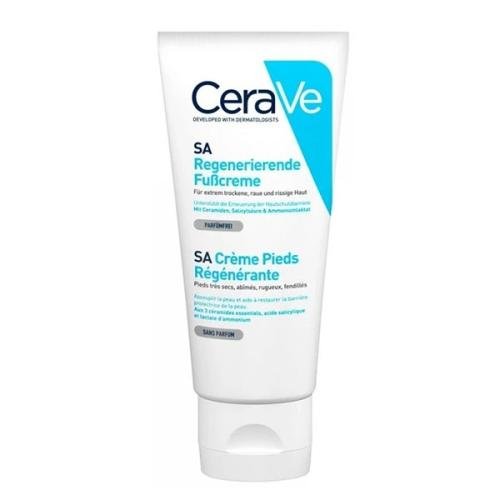 CeraVe
DEVELOPED WITH DERMATOLOGISTS
SA
Regenerierende
Fußcreme
Für extrem trockene, raue und rissige Haut
Unterstützt die Erneuerung der Hautschutzbarriere
Mit Ceramiden, Salicylsäure & Ammoniumlaktat
PARFÜMFREI
SA Crème Pieds
Régénérante
Pieds très secs, abîmés, rugueux, fendillés
Assouplit la peau et aide à restaurer la barrière
protectrice de la peau
Aux 3 céramides essentiels, acide salicylique
et lactate d'ammonium
SANS PARFUM